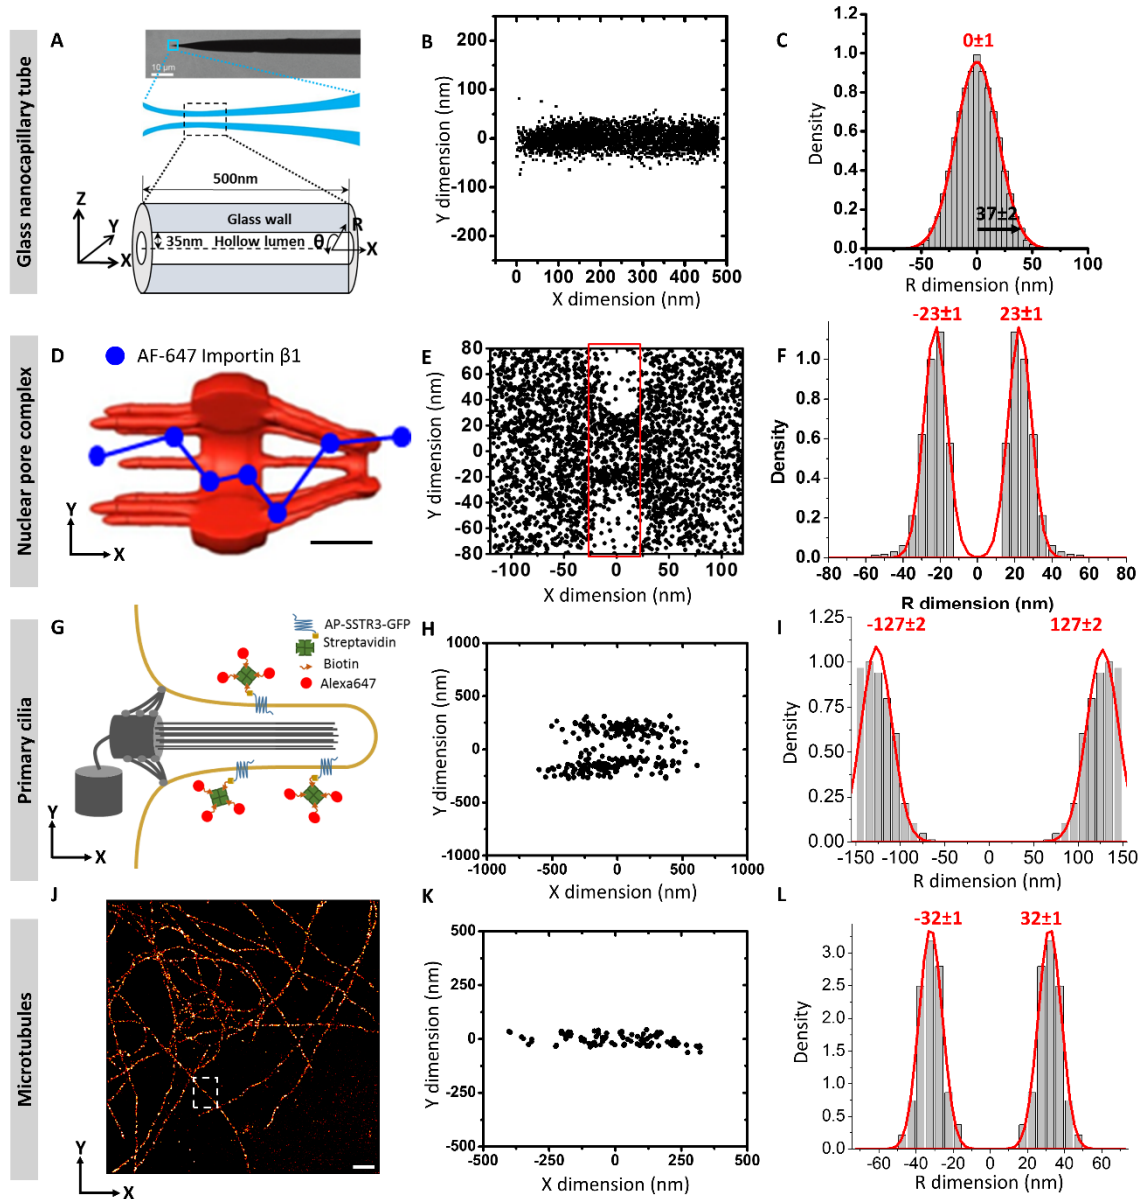 Glass nanocapillary tube
A
10 μm
500nm
Glass wall
35nm
Hollow lumen
θ
R
X
Z
Y
X
B
200
100
0
-100
-200
0 100 200 300 400 500
Y dimension (nm)
X dimension (nm)
C
1.2
1.0
0.8
0.6
0.4
0.2
0.0
0±1
37±2
-100 -50 0 50 100
Density
R dimension (nm)
Nuclear pore complex
D
AF-647 Importin β1
Y
X
E
80
60
40
20
0
-20
-40
-60
-80
-100 -50 0 50 100
Y dimension (nm)
X dimension (nm)
F
-23±1
23±1
1.0
0.8
0.6
0.4
0.2
0.0
-80 -60 -40 -20 0 20 40 60 80
Density
R dimension (nm)
Primary cilia
G
AP-SSTR3-GFP
Streptavidin
Biotin
Alexa647
Y
X
H
1000
500
0
-500
-1000
-1000 -500 0 500 1000
Y dimension (nm)
X dimension (nm)
I
-127±2
127±2
1.25
1.00
0.75
0.50
0.25
0.00
-150 -100 -50 0 50 100 150
Density
R dimension (nm)
Microtubules
J
Y
X
K
500
250
0
-250
-500
-500 -250 0 250 500
Y dimension (nm)
X dimension (nm)
L
-32±1
32±1
3.0
2.5
2.0
1.5
1.0
0.5
0.0
-60 -40 -20 0 20 40 60
Density
R dimension (nm)